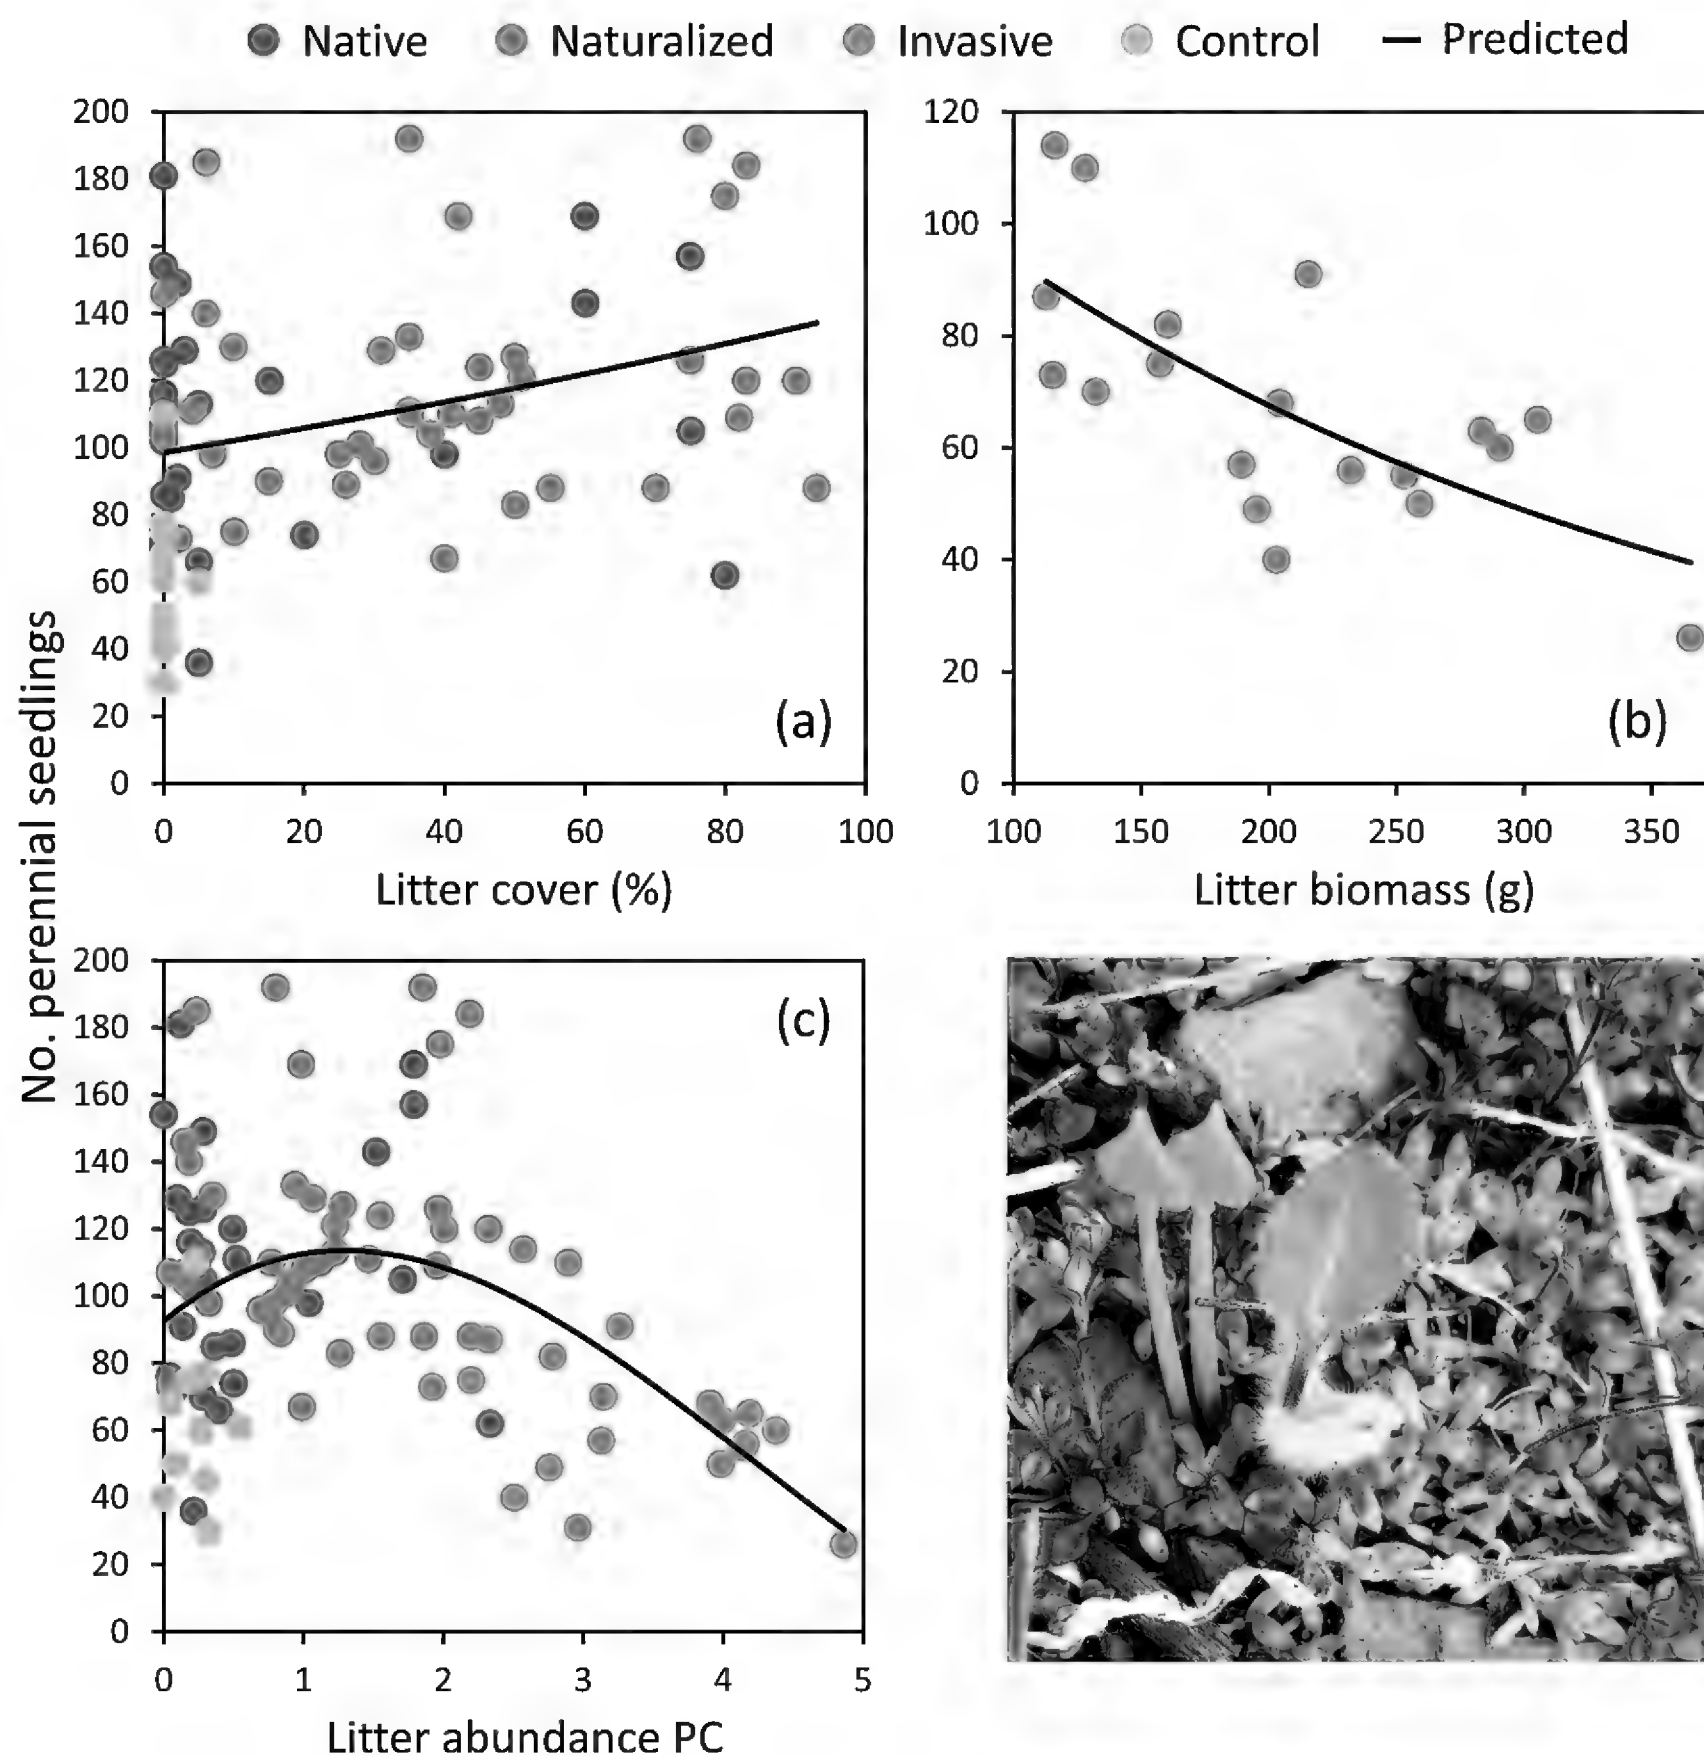 Native Naturalized Invasive Control Predicted
No. perennial seedlings
200
180
160
140
120
100
80
60
40
20
0
(a)
0 20 40 60 80 100
Litter cover (%)
120
100
80
60
40
20
0
(b)
100 150 200 250 300 350
Litter biomass (g)
200
180
160
140
120
100
80
60
40
20
0
(c)
0 1 2 3 4 5
Litter abundance PC